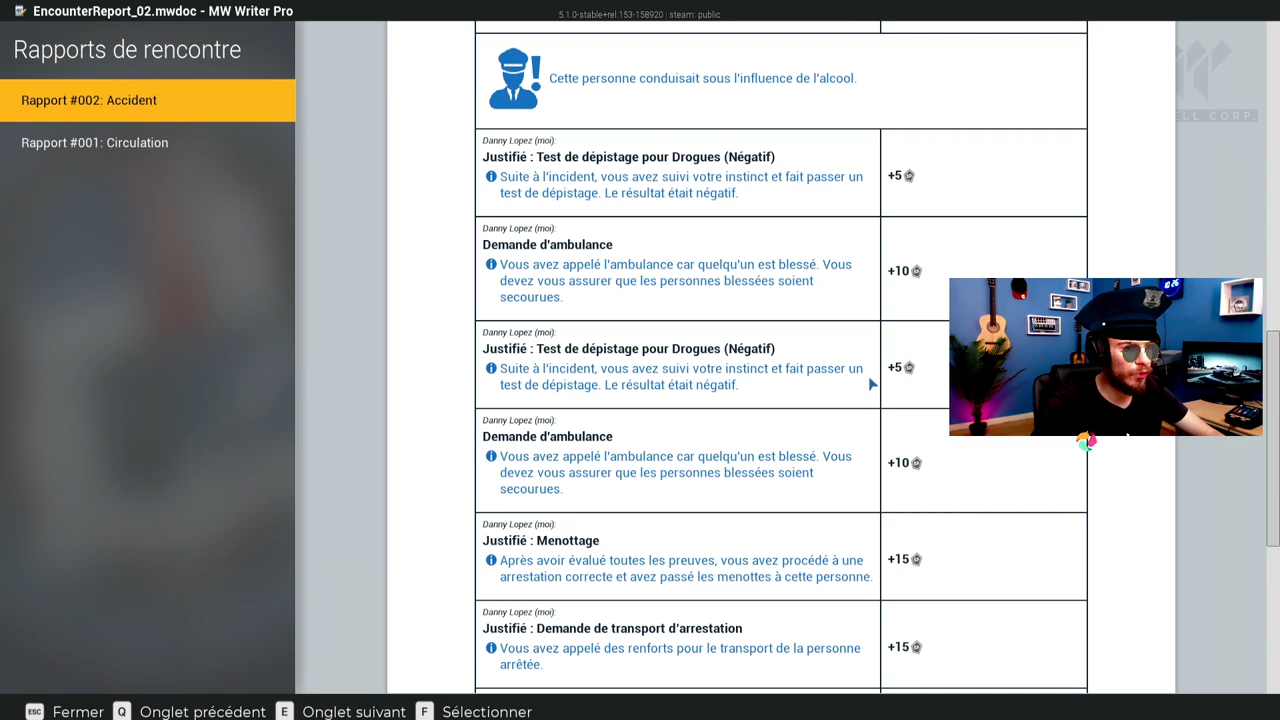 EncounterReport_02.mwdoc - MW Writer Pro
5.1.0-stable+rel.153-158920 | steam: public
Rapports de rencontre
Rapport #002: Accident
Rapport #001: Circulation
ELL CORP.
Cette personne conduisait sous l'influence de l'alcool.
Danny Lopez (moi):
Justifié : Test de dépistage pour Drogues (Négatif)
Suite à l'incident, vous avez suivi votre instinct et fait passer un
test de dépistage. Le résultat était négatif.
+5
Danny Lopez (moi):
Demande d'ambulance
Vous avez appelé l'ambulance car quelqu'un est blessé. Vous
devez vous assurer que les personnes blessées soient
secourues.
+10
Danny Lopez (moi):
Justifié : Test de dépistage pour Drogues (Négatif)
Suite à l'incident, vous avez suivi votre instinct et fait passer un
test de dépistage. Le résultat était négatif.
+5
Danny Lopez (moi):
Demande d'ambulance
Vous avez appelé l'ambulance car quelqu'un est blessé. Vous
devez vous assurer que les personnes blessées soient
secourues.
+10
Danny Lopez (moi):
Justifié : Menottage
Après avoir évalué toutes les preuves, vous avez procédé à une
arrestation correcte et avez passé les menottes à cette personne.
+15
Danny Lopez (moi):
Justifié : Demande de transport d'arrestation
Vous avez appelé des renforts pour le transport de la personne
arrêtée.
+15
ESC Fermer Q Onglet précédent E Onglet suivant F Sélectionner